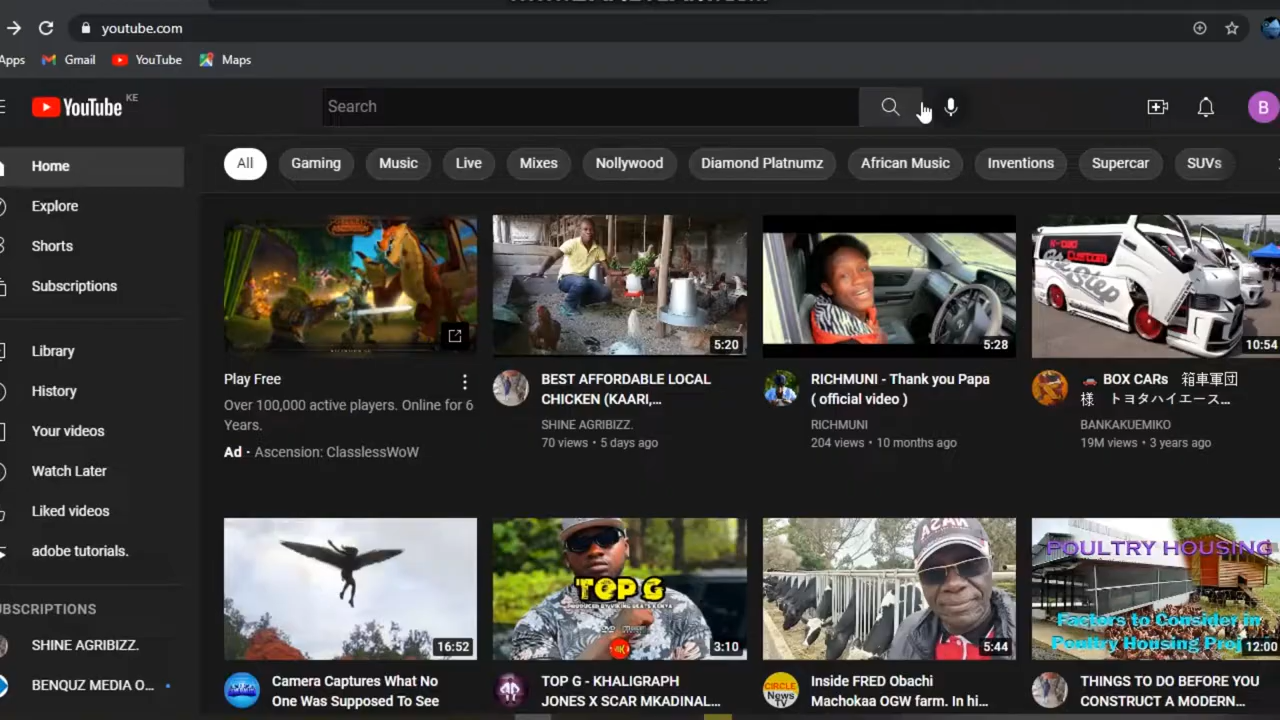 youtube.com
Apps
Gmail
YouTube
Maps
YouTube KE
Search
B
All
Gaming
Music
Live
Mixes
Nollywood
Diamond Platnumz
African Music
Inventions
Supercar
SUVs
Home
Explore
Shorts
Subscriptions
Library
History
Your videos
Watch Later
Liked videos
adobe tutorials.
UBSCRIPTIONS
SHINE AGRIBIZZ.
BENQUZ MEDIA O...
Play Free
Over 100,000 active players. Online for 6
Years.
Ad · Ascension: ClasslessWoW
5:20
BEST AFFORDABLE LOCAL
CHICKEN (KAARI,...
SHINE AGRIBIZZ.
70 views • 5 days ago
5:28
RICHMUNI - Thank you Papa
( official video )
RICHMUNI
204 views • 10 months ago
Custom
10:54
BOX CARs 箱車軍団
様 トヨタハイエース...
BANKAKUEMIKO
19M views • 3 years ago
16:52
Camera Captures What No
One Was Supposed To See
TOP G
4K
3:10
TOP G - KHALIGRAPH
JONES X SCAR MKADINAL...
NASA
5:44
CIRCLE
News
TV
Inside FRED Obachi
Machokaa OGW farm. In hi...
POULTRY HOUSING
Factors to Consider in
Poultry Housing Proj
12:00
THINGS TO DO BEFORE YOU
CONSTRUCT A MODERN...